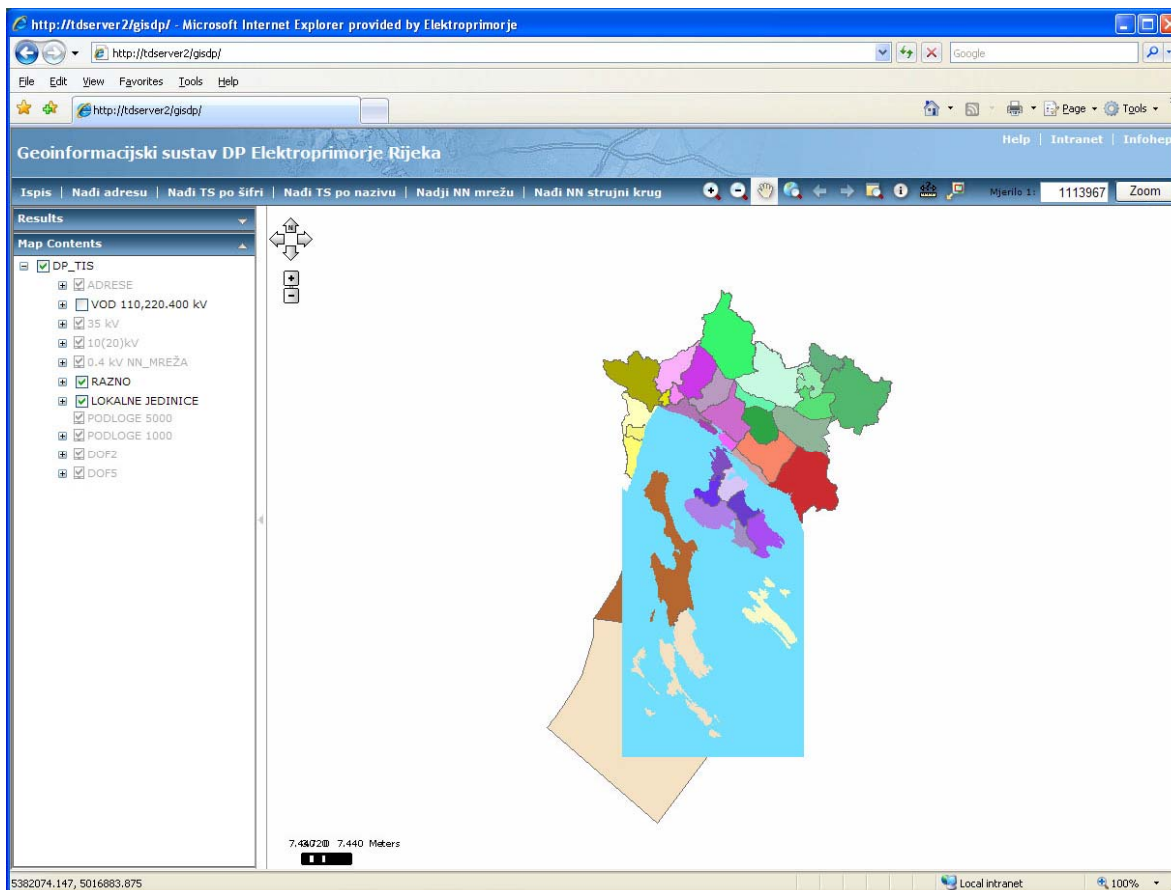 http://tdserver2/gisdp/ - Microsoft Internet Explorer provided by Elektroprimorje
http://tdserver2/gisdp/
Google
File Edit View Favorites Tools Help
http://tdserver2/gisdp/
Page Tools
Help | Intranet | Infohep
Geoinformacijski sustav DP Elektroprimorje Rijeka
Ispis | Nađi adresu | Nađi TS po šifri | Nađi TS po nazivu | Nadji NN mrežu | Nađi NN strujni krug Mjerilo 1: 1113967 Zoom
Results
Map Contents
DP_TIS
ADRESE
VOD 110,220.400 kV
35 kV
10(20)kV
0.4 kV NN_MREŽA
RAZNO
LOKALNE JEDINICE
PODLOGE 5000
PODLOGE 1000
DOF2
DOF5
N
7.440 Meters
5382074.147, 5016883.875
Local intranet
100%